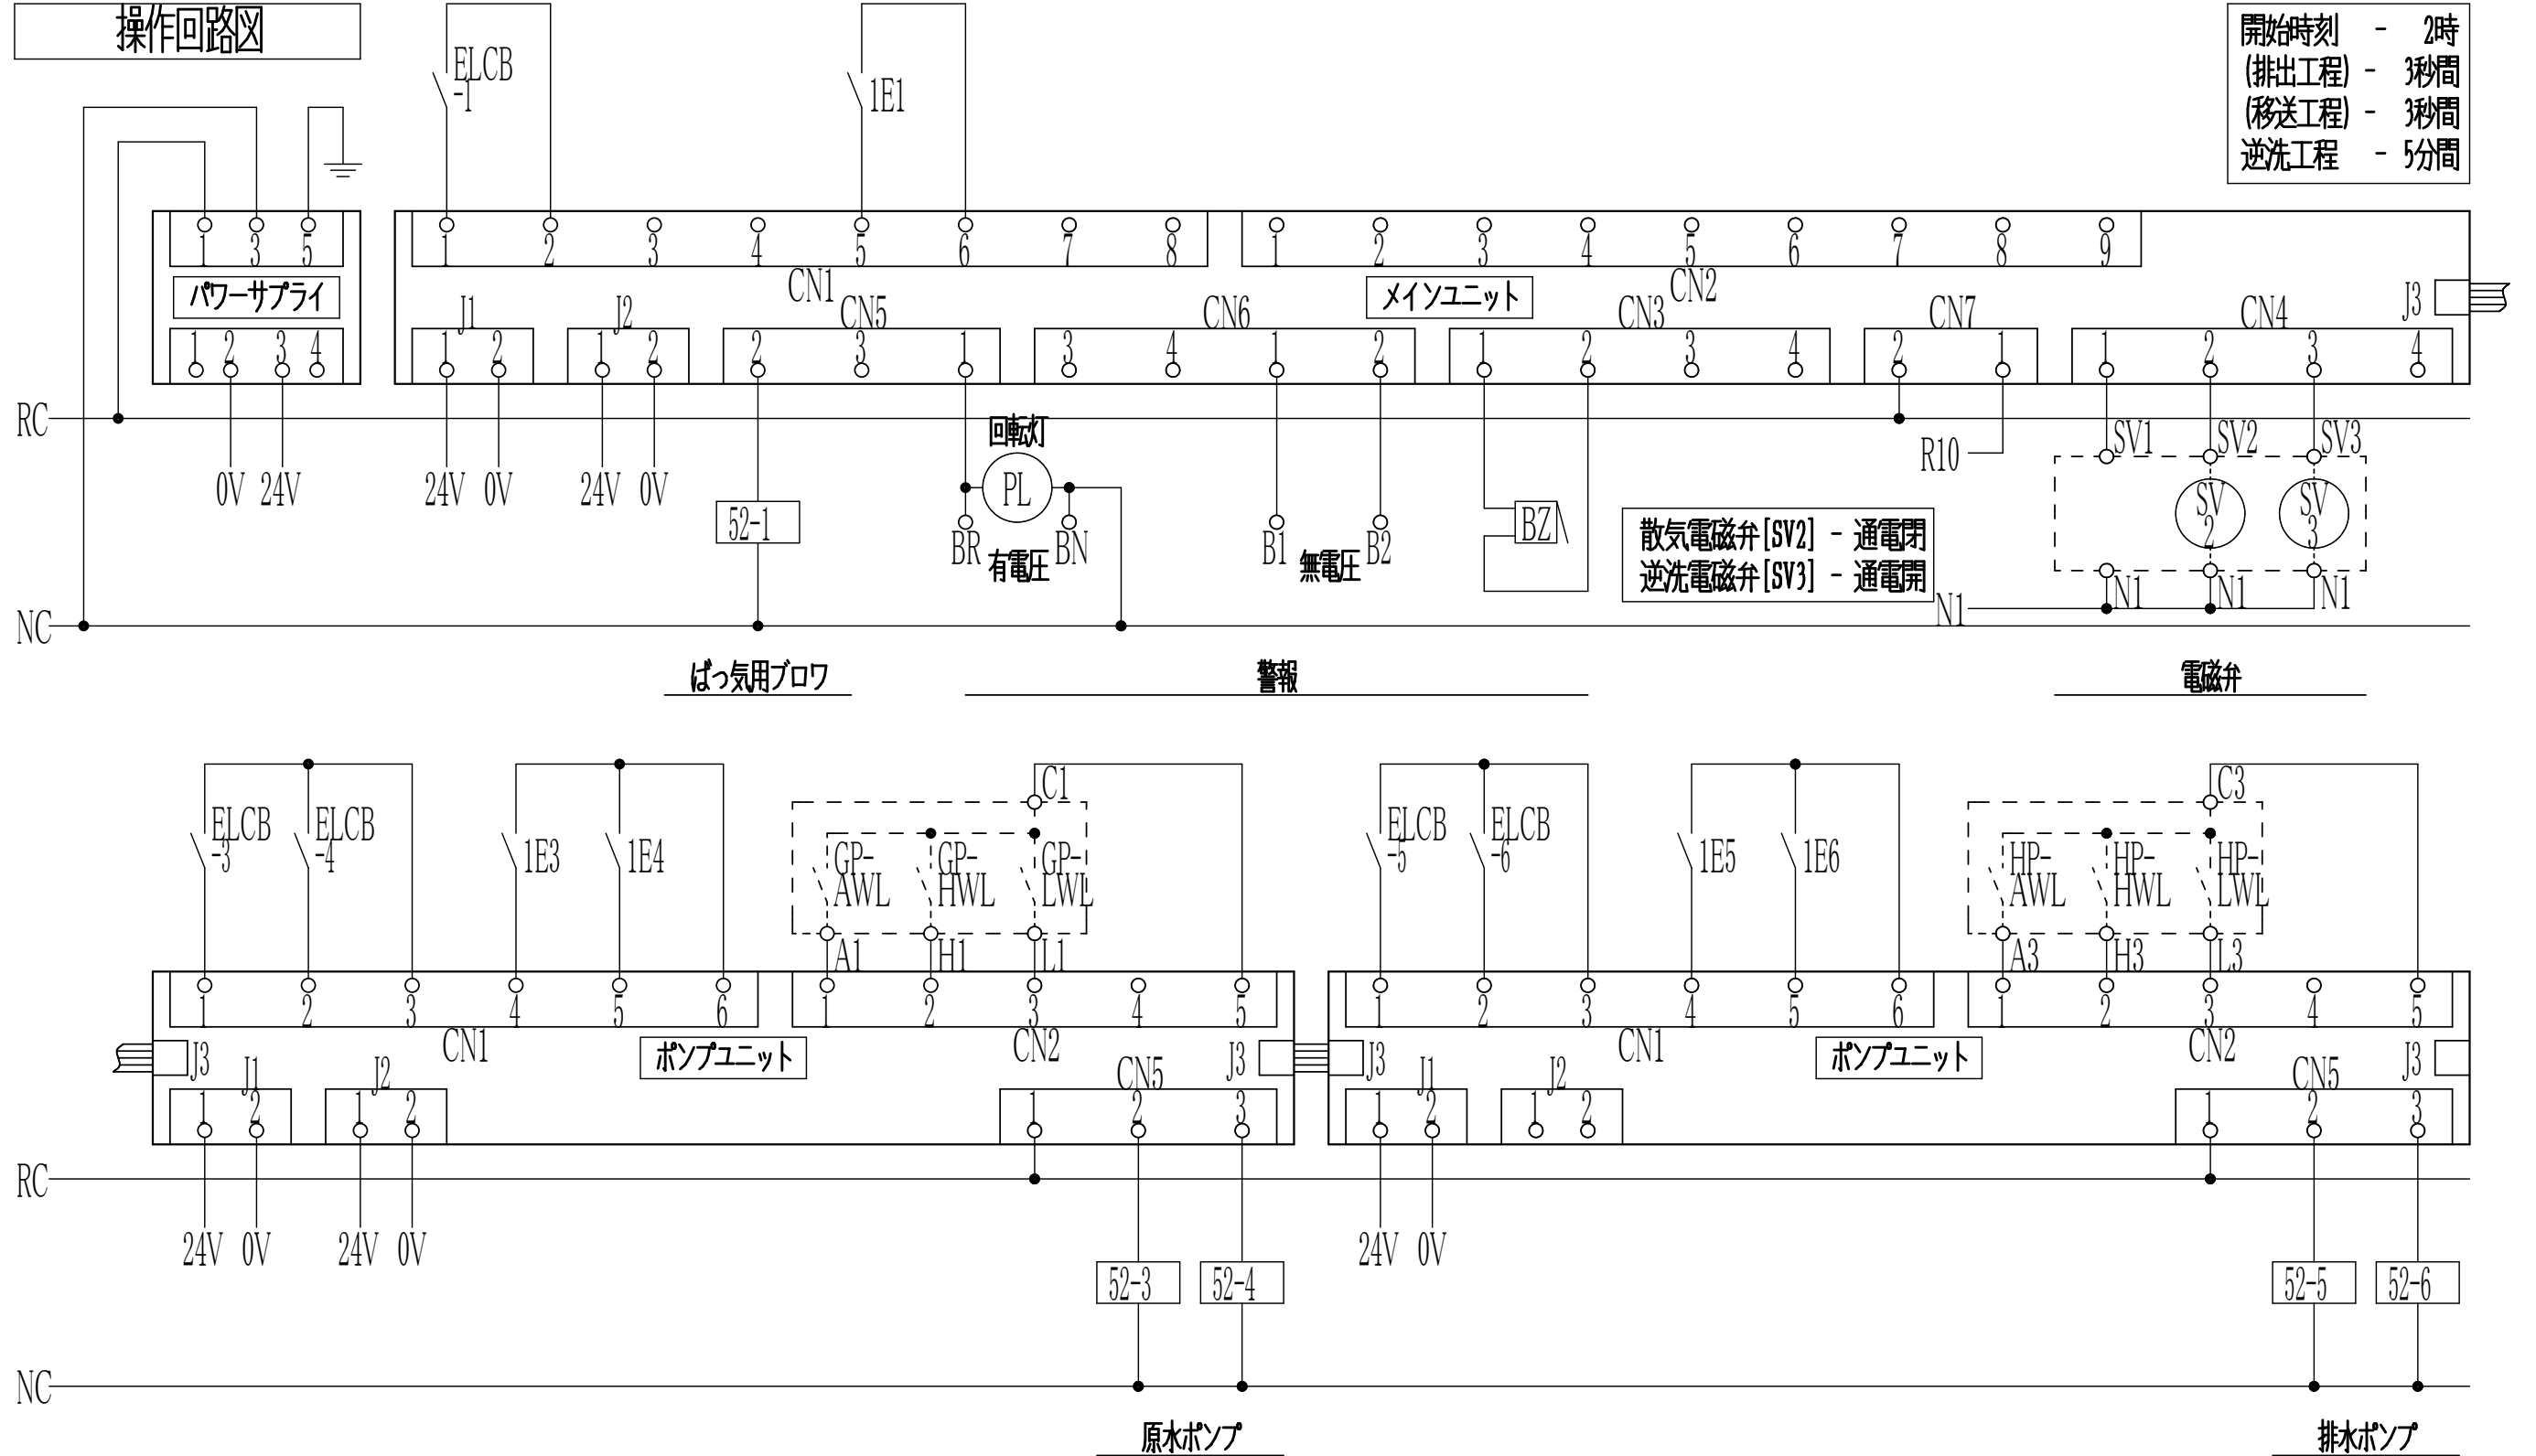 操作回路図
ELCB
-1
1E1
開始時刻 - 2時
(排出工程) - 3秒間
(移送工程) - 3秒間
逆洗工程 - 5分間
1 3 5
1 2 3 4 5 6 7 8
1 2 3 4 5 6 7 8 9
CN1
CN2
パワーサプライ
メインユニット
J1
J2
CN5
CN6
CN3
CN7
CN4
J3
1 2 3 4
1 2
1 2
2 3 1
3 4 1 2
1 2 3 4
2 1
1 2 3 4
RC
0V 24V
24V 0V
24V 0V
52-1
回転灯
PL
BR
BN
有電圧
B1
B2
無電圧
BZ
R10
散気電磁弁[SV2] - 通電閉
逆洗電磁弁[SV3] - 通電開
SV1
SV2
SV3
SV
2
SV
3
N1
N1
N1
N1
NC
ばっ気用ブロワ
警報
電磁弁
ELCB
-3
ELCB
-4
1E3
1E4
C1
GP-
AWL
GP-
HWL
GP-
LWL
A1
H1
L1
ELCB
-5
ELCB
-6
1E5
1E6
C3
HP-
AWL
HP-
HWL
HP-
LWL
A3
H3
L3
1 2 3 4 5 6
1 2 3 4 5
1 2 3 4 5 6
1 2 3 4 5
CN1
CN2
CN1
CN2
J3
J1
J2
ポンプユニット
CN5
J3
J3
J1
J2
ポンプユニット
CN5
J3
1 2
1 2
1 2 3
1 2
1 2
1 2 3
RC
24V 0V
24V 0V
24V 0V
52-3
52-4
52-5
52-6
NC
原水ポンプ
排水ポンプ